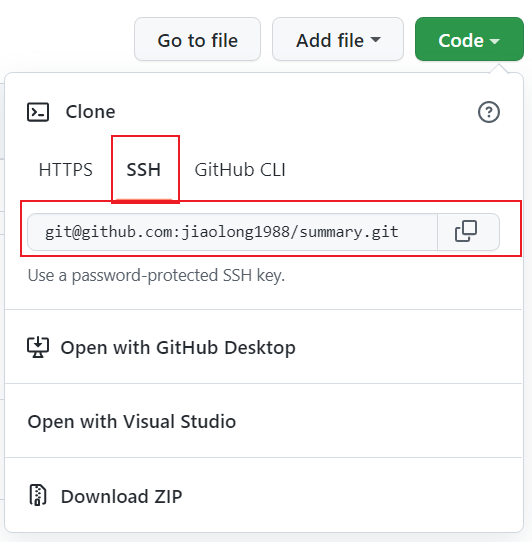 Go to file Add file Code
Clone
HTTPS SSH GitHub CLI
git@github.com:jiaolong1988/summary.git
Use a password-protected SSH key.
Open with GitHub Desktop
Open with Visual Studio
Download ZIP